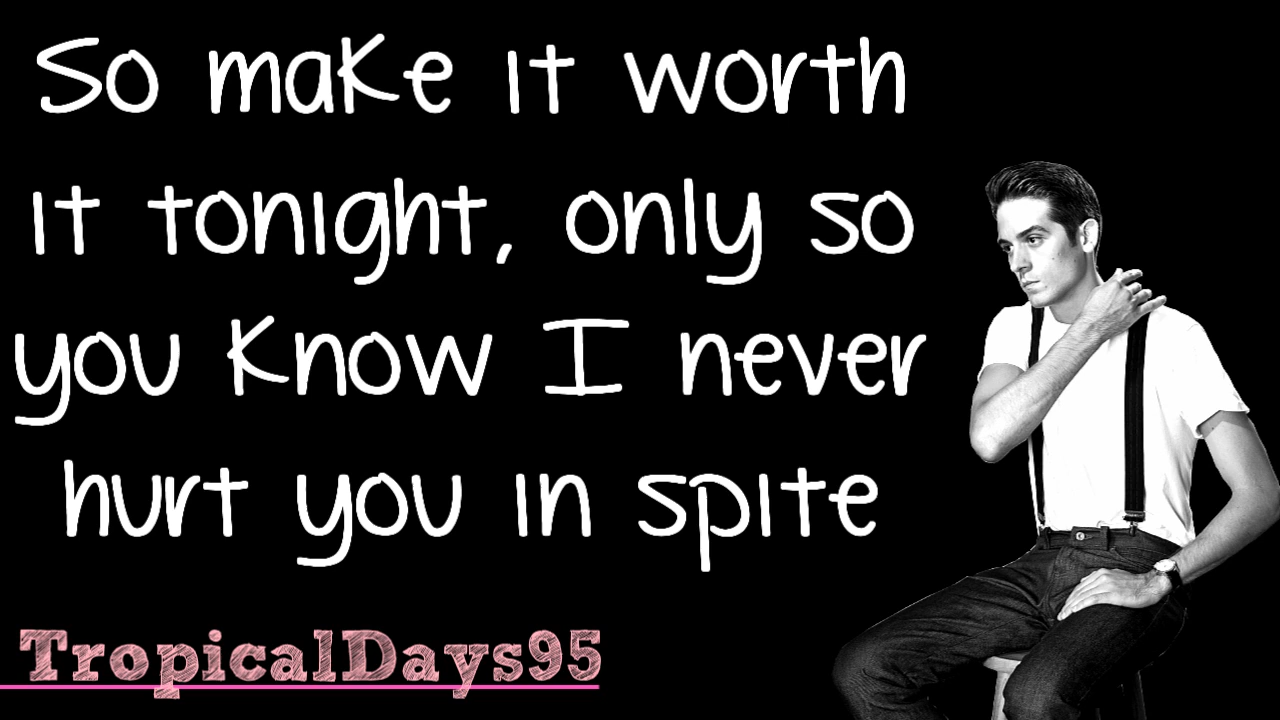 So make it worth
it tonight, only so
you know I never
hurt you in spite
TropicalDays95